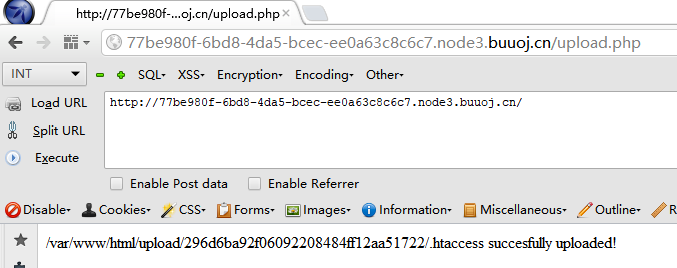 http://77be980f-...oj.cn/upload.php
77be980f-6bd8-4da5-bcec-ee0a63c8c6c7.node3.buuoj.cn/upload.php
INT SQL XSS Encryption Encoding Other
Load URL http://77be980f-6bd8-4da5-bcec-ee0a63c8c6c7.node3.buuoj.cn/
Split URL
Execute
Enable Post data Enable Referrer
Disable Cookies CSS Forms Images Information Miscellaneous Outline R
/var/www/html/upload/296d6ba92f06092208484ff12aa51722/.htaccess succesfully uploaded!